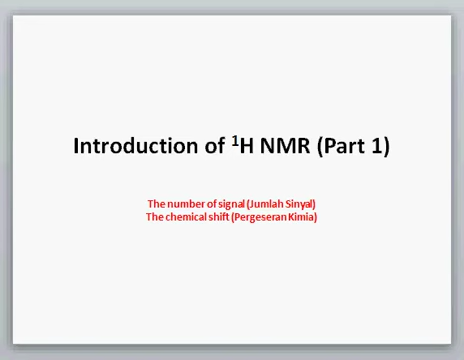 Introduction of ¹H NMR (Part 1)
The number of signal (Jumlah Sinyal)
The chemical shift (Pergeseran Kimia)